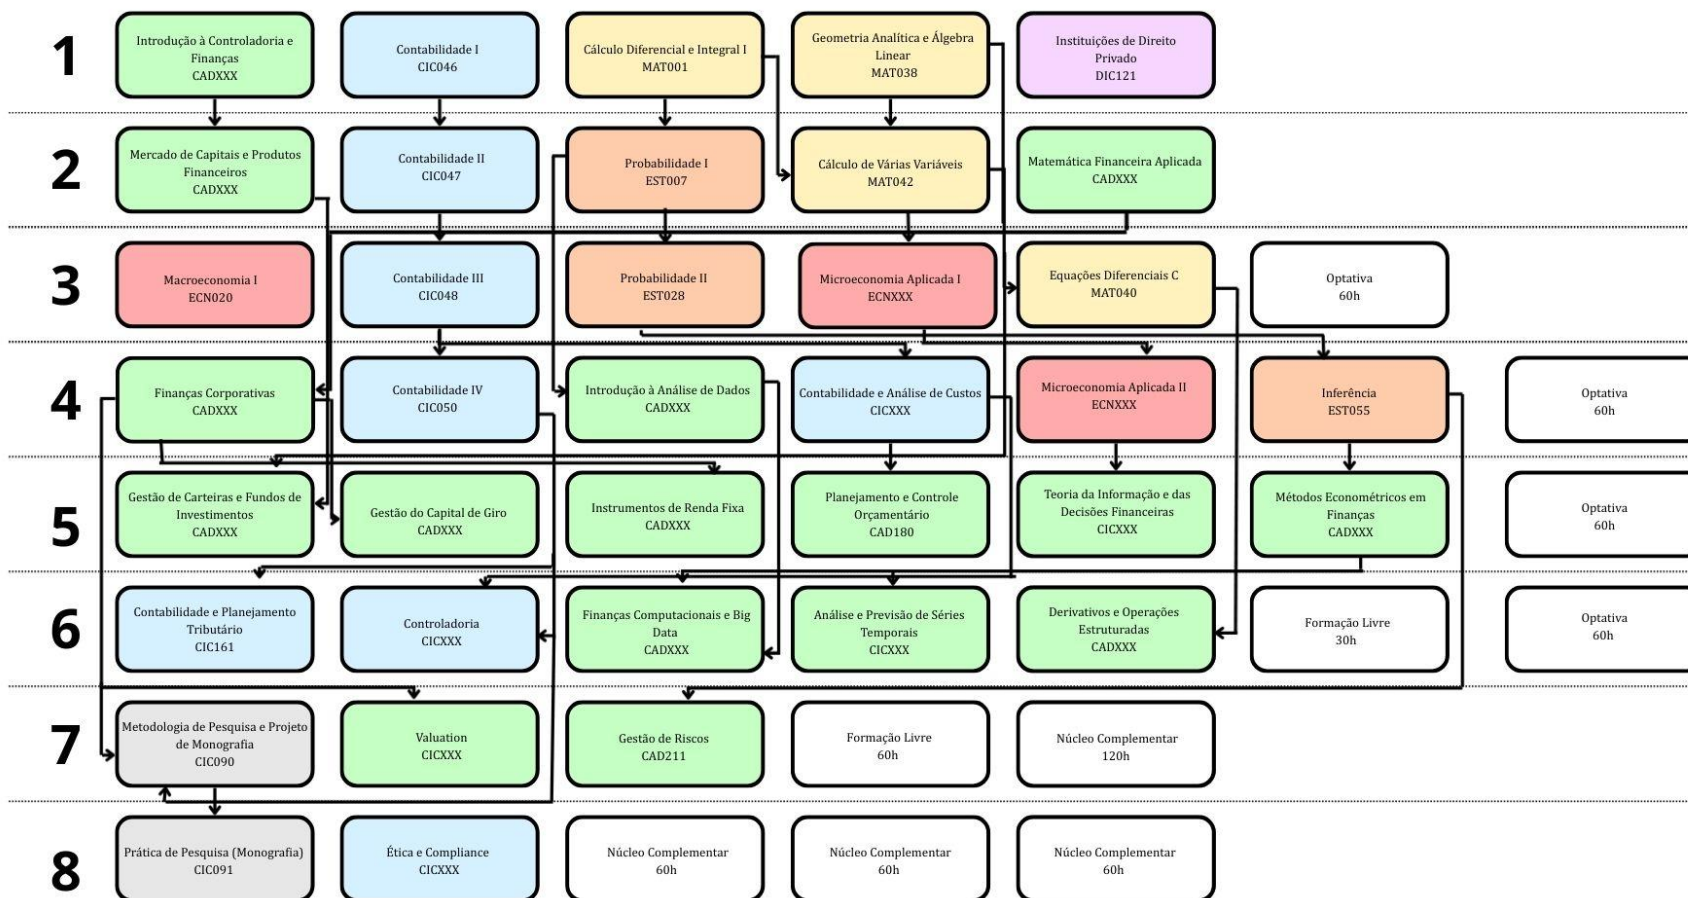 1
Introdução à Controladoria e
Finanças
CADXXX
Contabilidade I
CIC046
Cálculo Diferencial e Integral I
MAT001
Geometria Analítica e Álgebra
Linear
MAT038
Instituições de Direito
Privado
DIC121
2
Mercado de Capitais e Produtos
Financeiros
CADXXX
Contabilidade II
CIC047
Probabilidade I
EST007
Cálculo de Várias Variáveis
MAT042
Matemática Financeira Aplicada
CADXXX
3
Macroeconomia I
ECN020
Contabilidade III
CIC048
Probabilidade II
EST028
Microeconomia Aplicada I
ECNXXX
Equações Diferenciais C
MAT040
Optativa
60h
4
Finanças Corporativas
CADXXX
Contabilidade IV
CIC050
Introdução à Análise de Dados
CADXXX
Contabilidade e Análise de Custos
CICXXX
Microeconomia Aplicada II
ECNXXX
Inferência
EST055
Optativa
60h
5
Gestão de Carteiras e Fundos de
Investimentos
CADXXX
Gestão do Capital de Giro
CADXXX
Instrumentos de Renda Fixa
CADXXX
Planejamento e Controle
Orçamentário
CAD180
Teoria da Informação e das
Decisões Financeiras
CICXXX
Métodos Econométricos em
Finanças
CADXXX
Optativa
60h
6
Contabilidade e Planejamento
Tributário
CIC161
Controladoria
CICXXX
Finanças Computacionais e Big
Data
CADXXX
Análise e Previsão de Séries
Temporais
CICXXX
Derivativos e Operações
Estruturadas
CADXXX
Formação Livre
30h
Optativa
60h
7
Metodologia de Pesquisa e Projeto
de Monografia
CIC090
Valuation
CICXXX
Gestão de Riscos
CAD211
Formação Livre
60h
Núcleo Complementar
120h
8
Prática de Pesquisa (Monografia)
CIC091
Ética e Compliance
CICXXX
Núcleo Complementar
60h
Núcleo Complementar
60h
Núcleo Complementar
60h